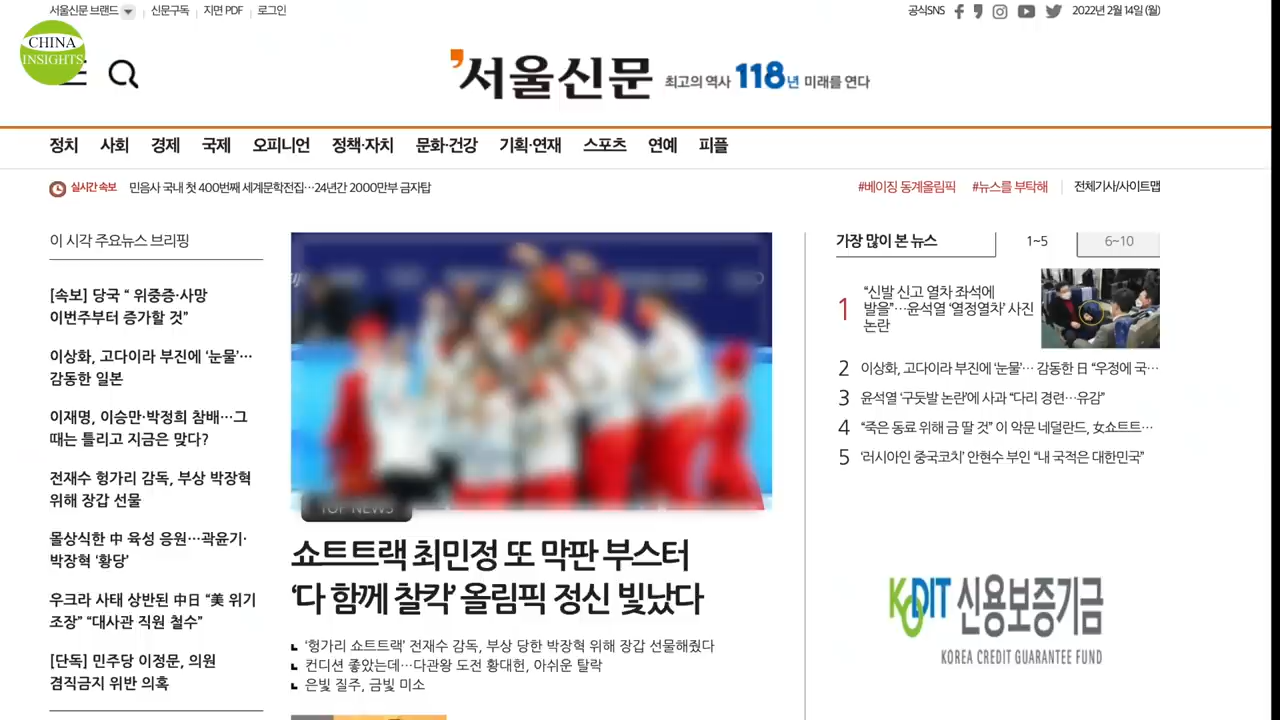 서울신문 브랜드
신문구독
지면 PDF
로그인
공식SNS
2022년 2월 14일 (월)
CHINA
INSIGHTS
서울신문
최고의 역사 118년 미래를 연다
정치 사회 경제 국제 오피니언 정책·자치 문화·건강 기획·연재 스포츠 연예 피플
실시간 속보
민음사 국내 첫 400번째 세계문학전집…24년간 2000만부 금자탑
#베이징 동계올림픽
#뉴스를 부탁해
전체기사/사이트맵
이 시각 주요뉴스 브리핑
[속보] 당국 “ 위중증·사망
이번주부터 증가할 것”
이상화, 고다이라 부진에 ‘눈물’…
감동한 일본
이재명, 이승만·박정희 참배…그
때는 틀리고 지금은 맞다?
전재수 헝가리 감독, 부상 박장혁
위해 장갑 선물
몰상식한 中 육성 응원…곽윤기·
박장혁 ‘황당’
우크라 사태 상반된 中日 “美 위기
조장” “대사관 직원 철수”
[단독] 민주당 이정문, 의원
겸직금지 위반 의혹
TOP NEWS
쇼트트랙 최민정 또 막판 부스터
‘다 함께 찰칵’ 올림픽 정신 빛났다
‘헝가리 쇼트트랙’ 전재수 감독, 부상 당한 박장혁 위해 장갑 선물해줬다
컨디션 좋았는데…다관왕 도전 황대헌, 아쉬운 탈락
은빛 질주, 금빛 미소
가장 많이 본 뉴스
1~5
6~10
1 “신발 신고 열차 좌석에
발을”…윤석열 ‘열정열차’ 사진
논란
2 이상화, 고다이라 부진에 ‘눈물’… 감동한 日 “우정에 국…
3 윤석열 ‘구둣발 논란’에 사과 “다리 경련…유감”
4 “죽은 동료 위해 금 딸 것” 이 악문 네덜란드, 女쇼트트…
5 ‘러시아인 중국코치’ 안현수 부인 “내 국적은 대한민국”
KODIT 신용보증기금
KOREA CREDIT GUARANTEE FUND